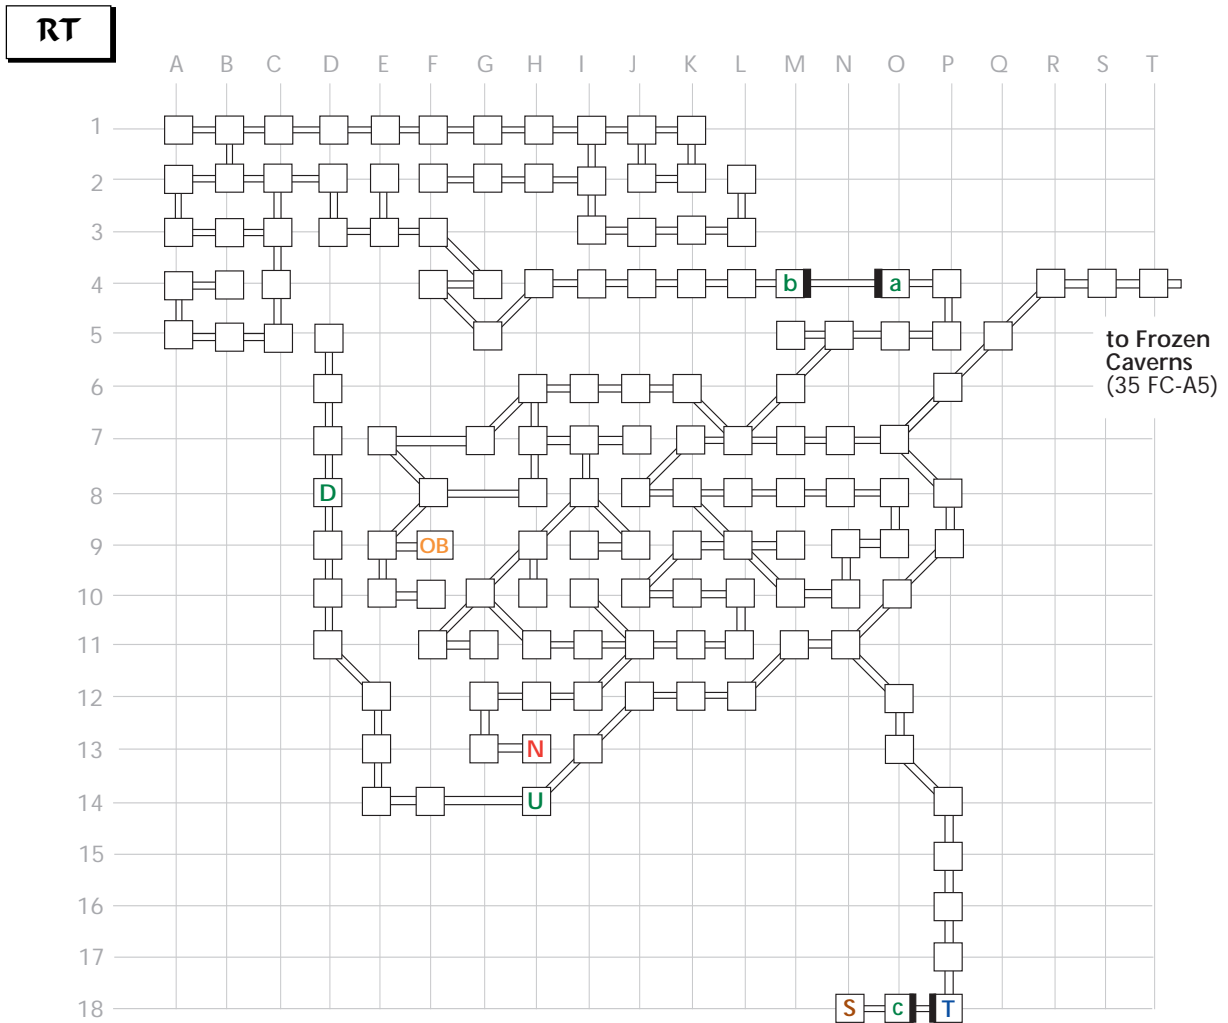 RT
A B C D E F G H I J K L M N O P Q R S T
1
2
3
4 b a
5
to Frozen
Caverns
(35 FC-A5)
6
7
8 D
9 OB
10
11
12
13 N
14 U
15
16
17
18 S c T